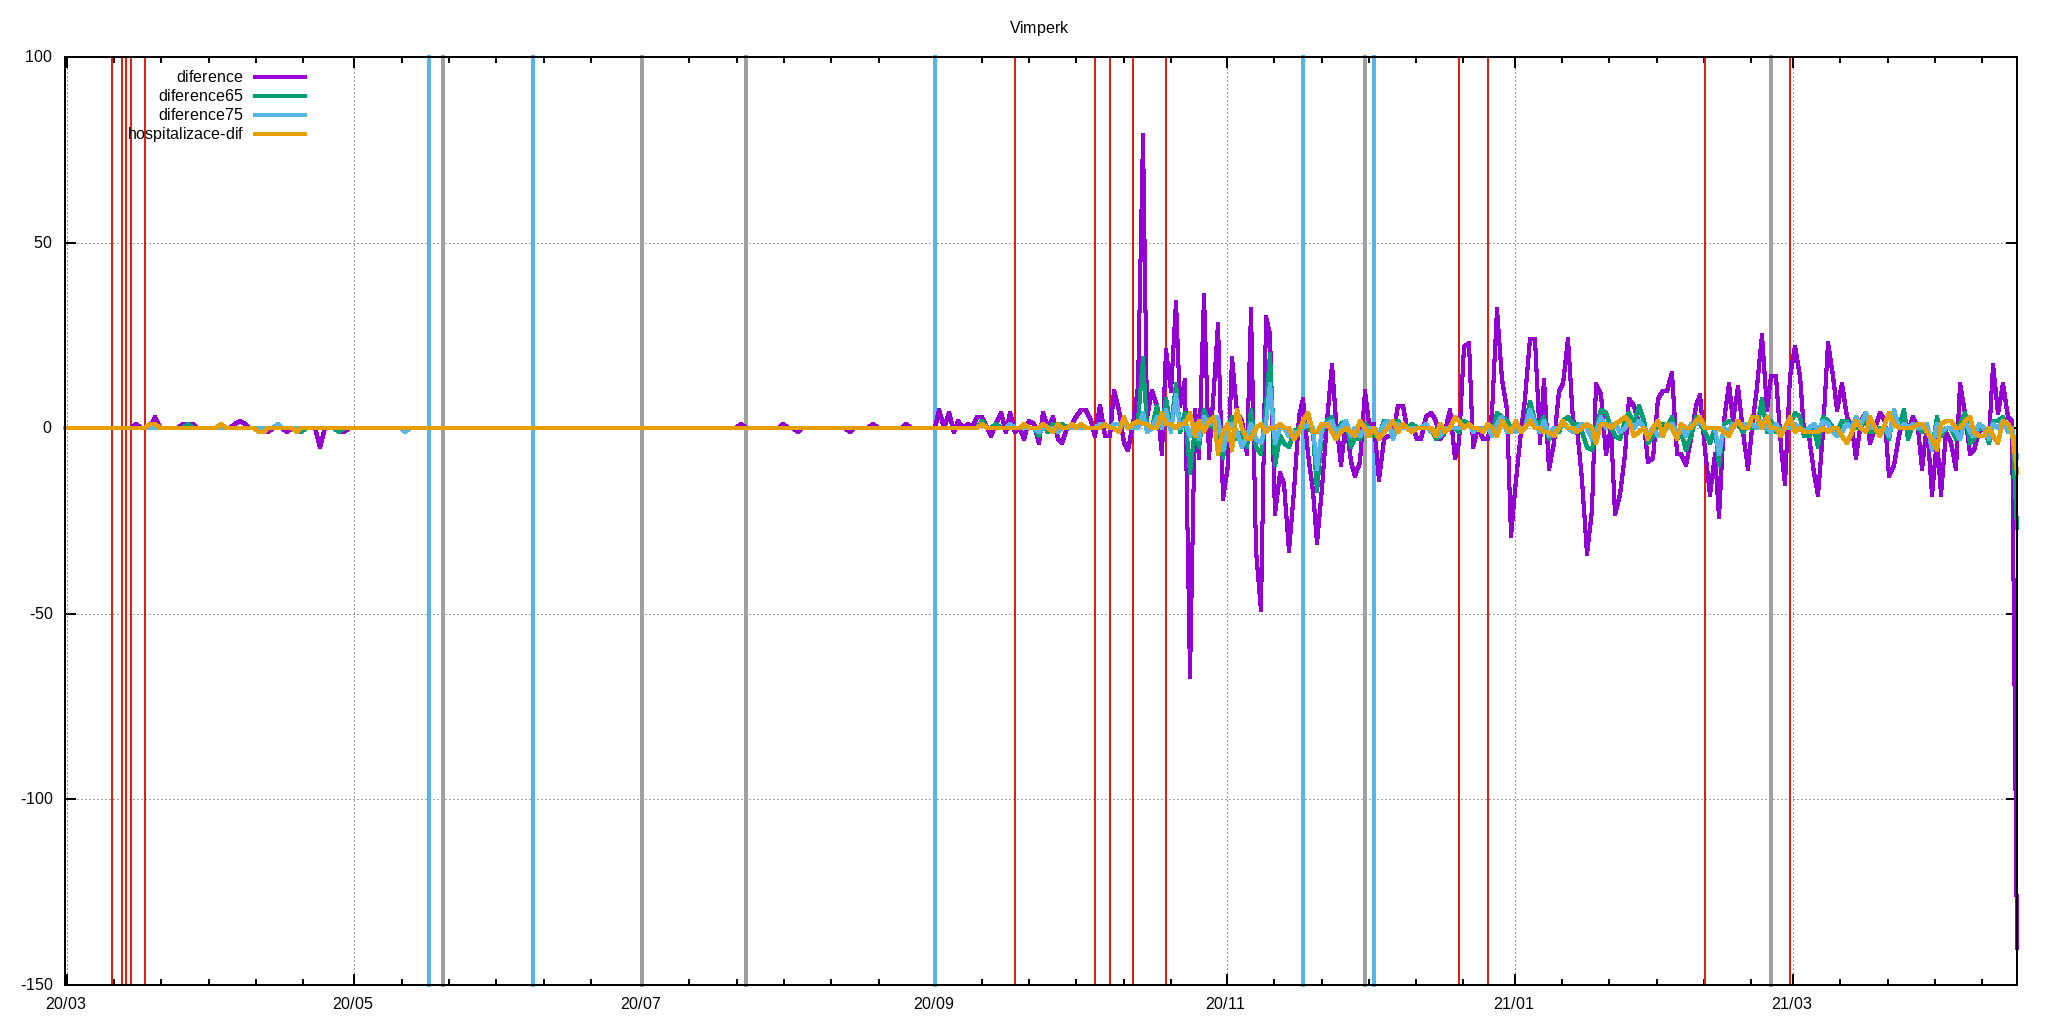 Vimperk
100
diference
diference65
diference75
hospitalizace-dif
50
0
-50
-100
-150
20/03 20/05 20/07 20/09 20/11 21/01 21/03